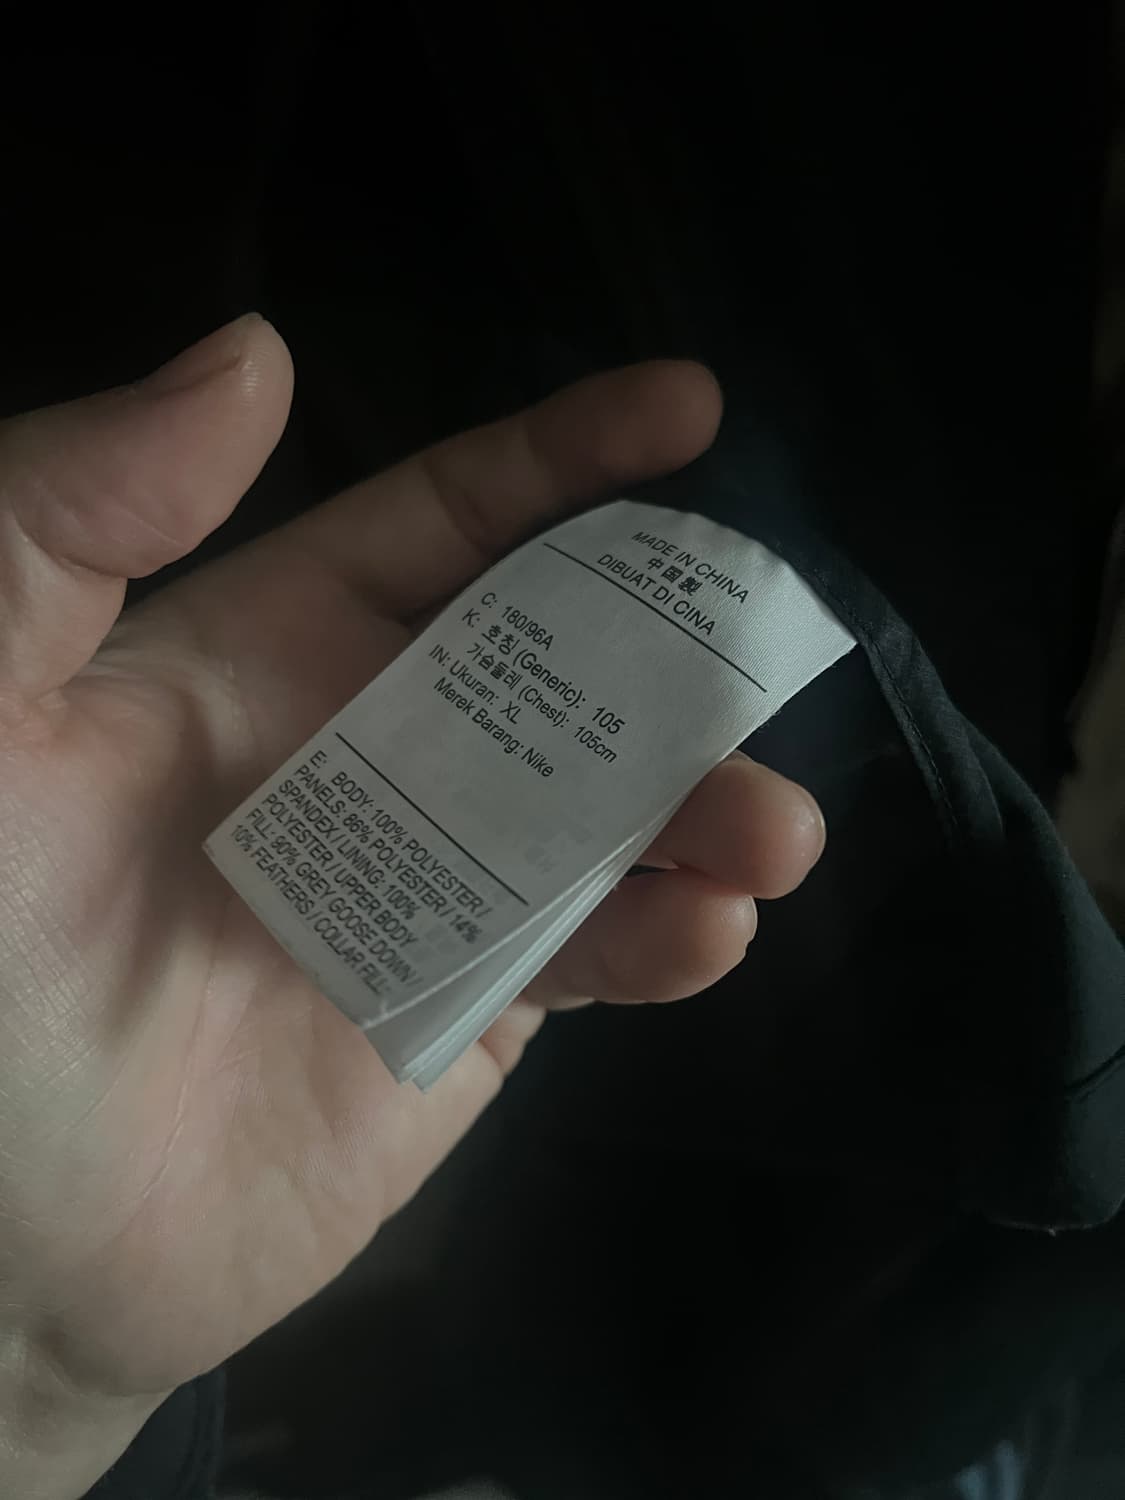 MADE IN CHINA
中国製
DIBUAT DI CINA
C: 180/96A
K: 호칭 (Generic): 105
가슴둘레 (Chest): 105cm
IN: Ukuran: XL
Merek Barang: Nike
E: BODY: 100% POLYESTER /
PANELS: 86% POLYESTER / 14%
SPANDEX / LINING: 100%
POLYESTER / UPPER BODY
FILL: 90% GREY GOOSE DOWN /
10% FEATHERS / COLLAR FILL: